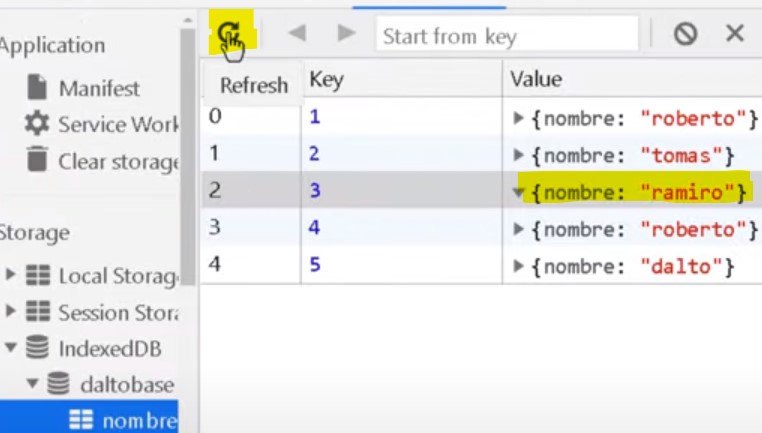 Start from key
Application
Manifest
Service Work
Clear storage
Storage
Local Storag
Session Stora
IndexedDB
daltobase
nombre
Refresh Key Value
0 1 {nombre: "roberto"}
1 2 {nombre: "tomas"}
2 3 {nombre: "ramiro"}
3 4 {nombre: "roberto"}
4 5 {nombre: "dalto"}